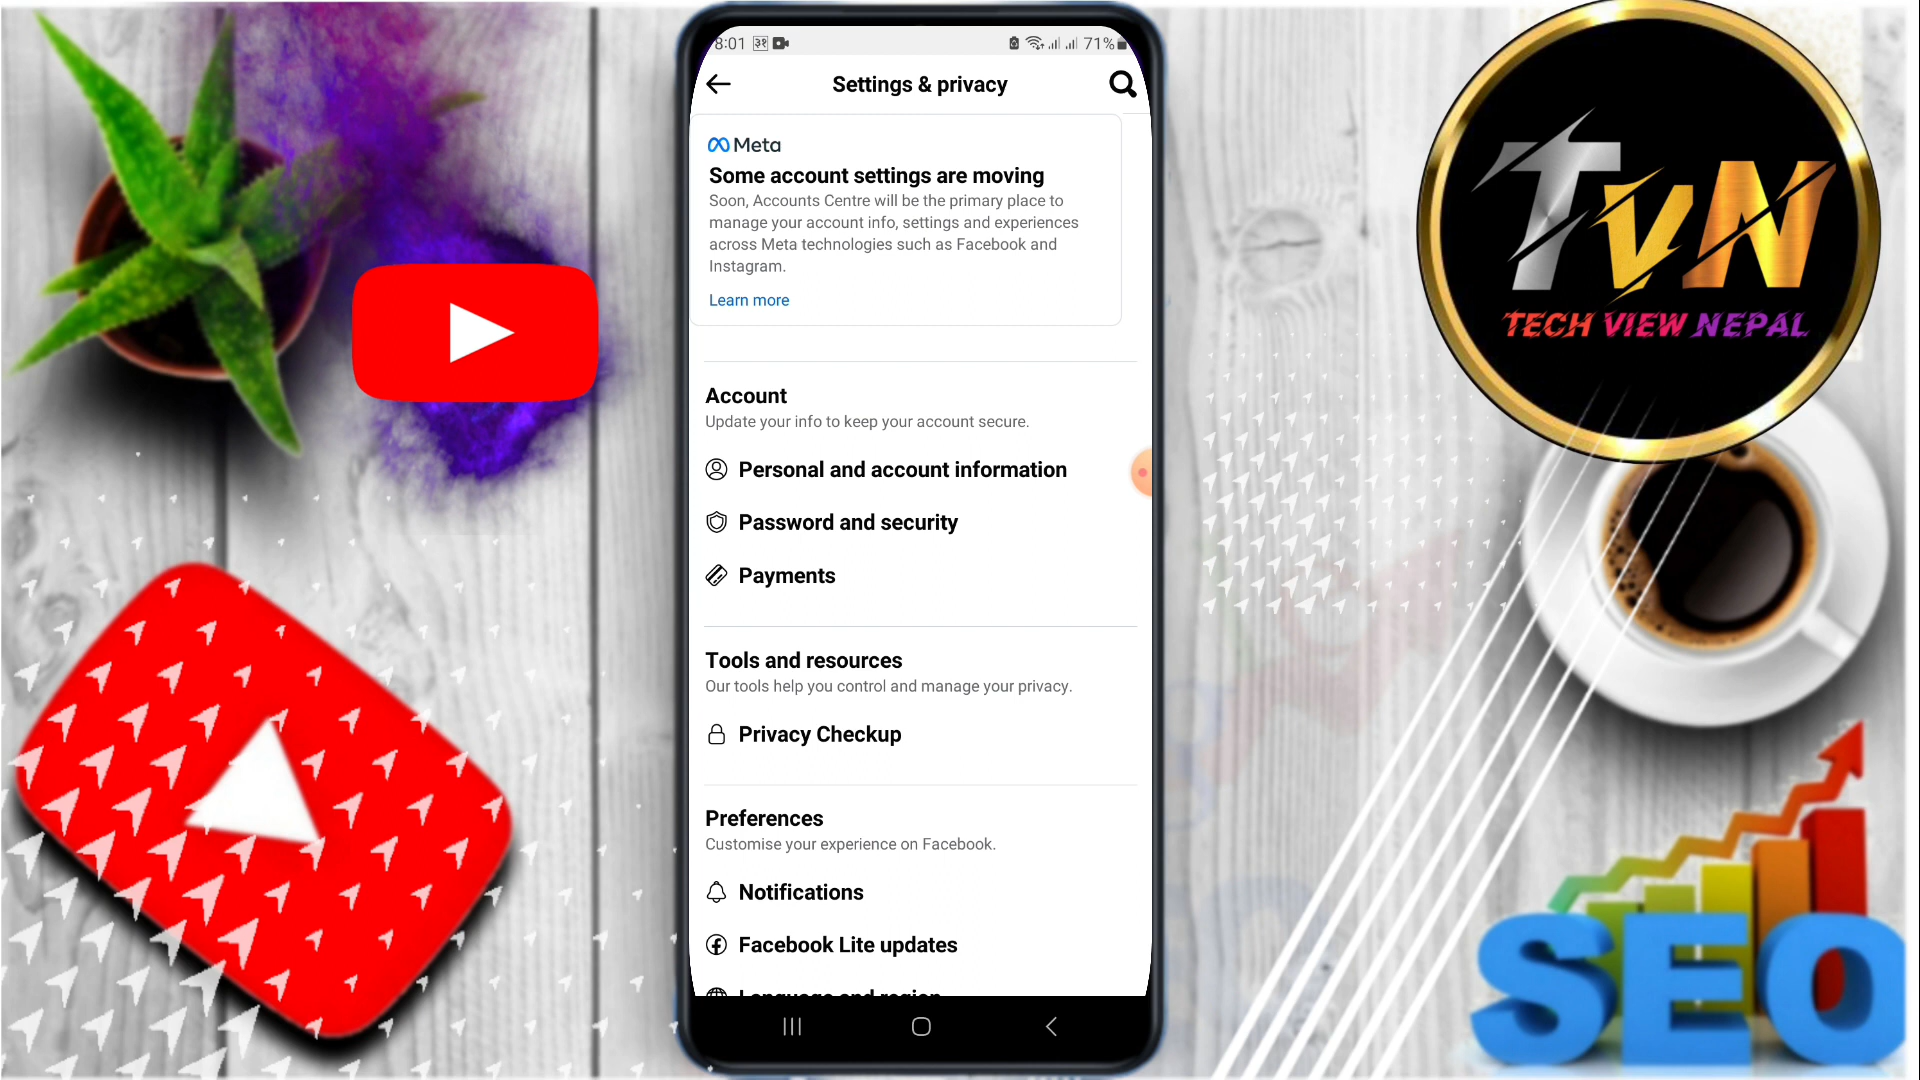 8:01 71%
Settings & privacy
Meta
Some account settings are moving
Soon, Accounts Centre will be the primary place to
manage your account info, settings and experiences
across Meta technologies such as Facebook and
Instagram.
Learn more
Account
Update your info to keep your account secure.
Personal and account information
Password and security
Payments
Tools and resources
Our tools help you control and manage your privacy.
Privacy Checkup
Preferences
Customise your experience on Facebook.
Notifications
Facebook Lite updates
Language and region
TVN
TECH VIEW NEPAL
SEO